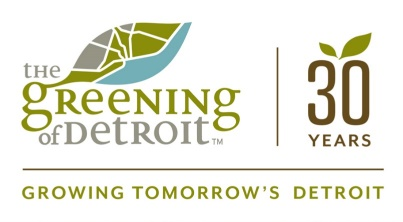 THE
GREENING
OF DETROIT™
30
YEARS
GROWING TOMORROW'S DETROIT